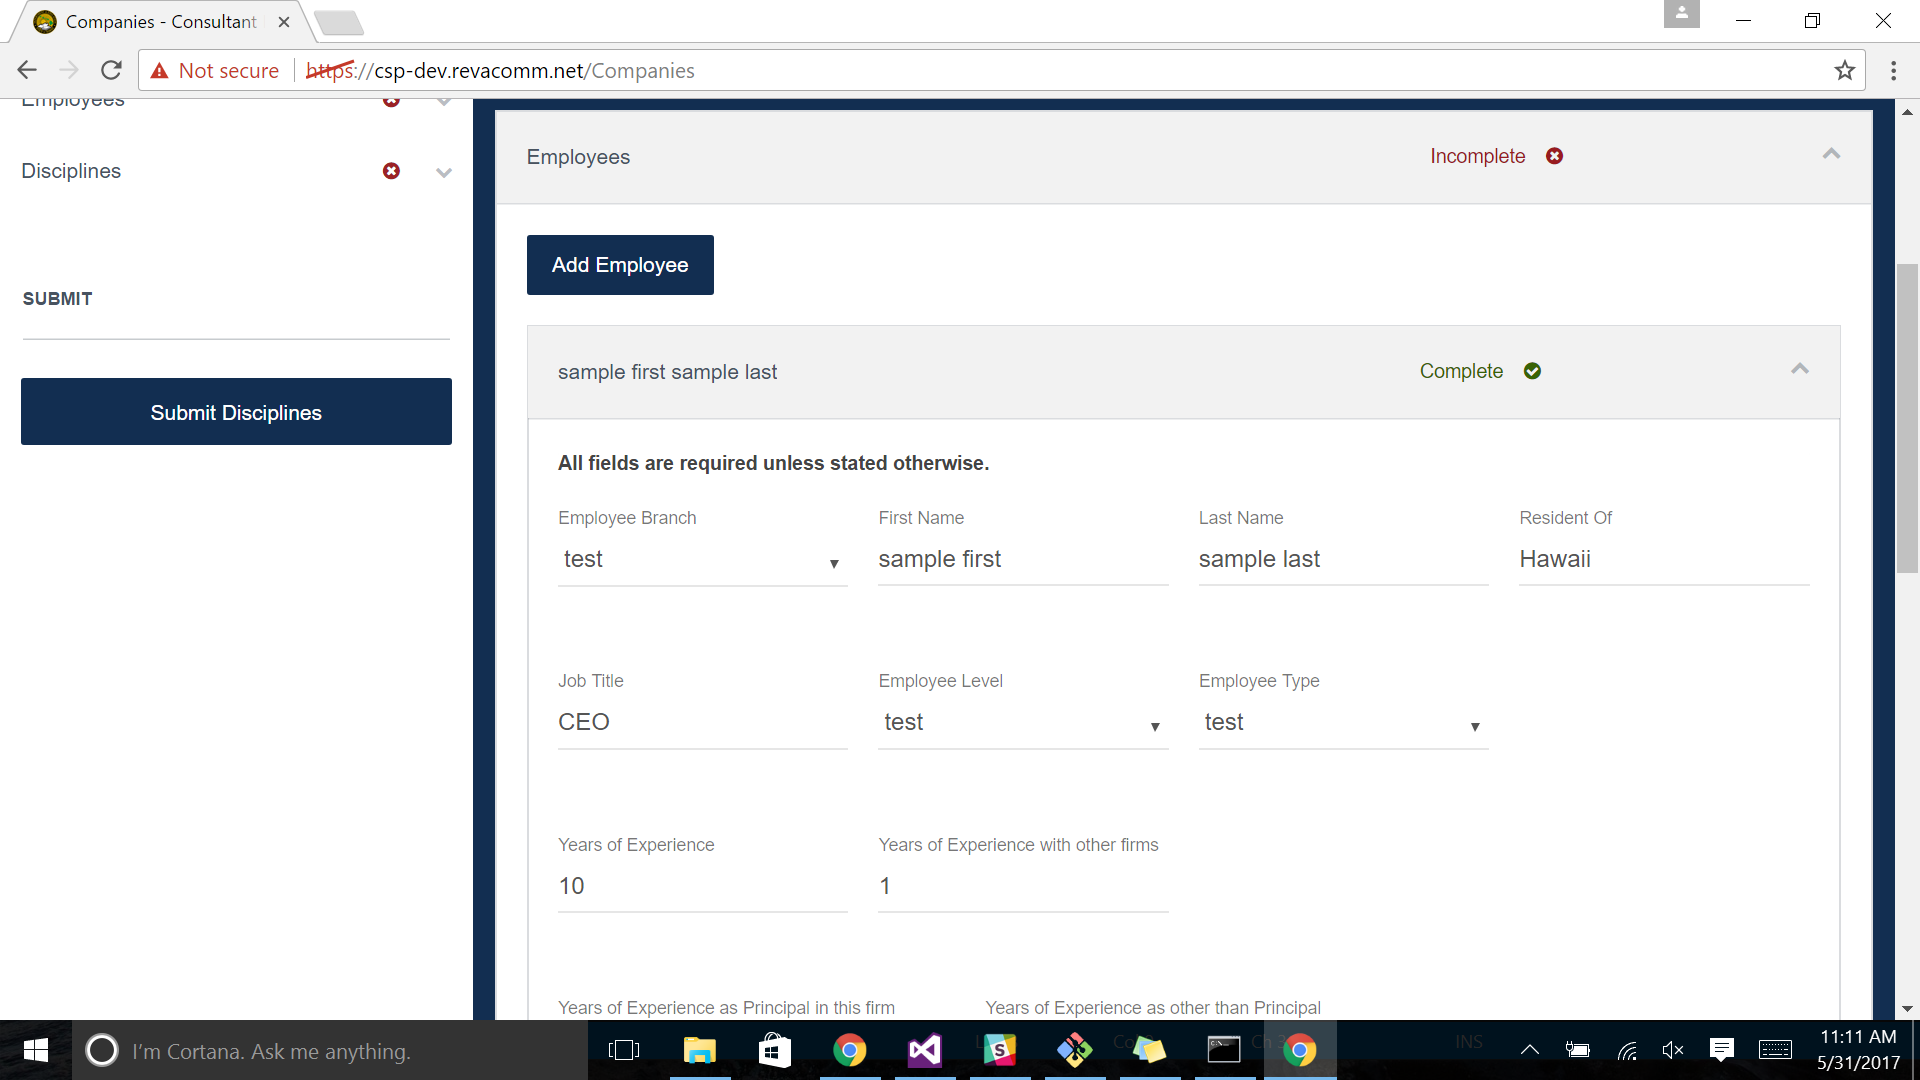 Companies - Consultant
Not secure
https://csp-dev.revacomm.net/Companies
Employees
Disciplines
SUBMIT
Submit Disciplines
Employees
Incomplete
Add Employee
sample first sample last
Complete
All fields are required unless stated otherwise.
Employee Branch
First Name
Last Name
Resident Of
test
sample first
sample last
Hawaii
Job Title
Employee Level
Employee Type
CEO
test
test
Years of Experience
Years of Experience with other firms
10
1
Years of Experience as Principal in this firm
Years of Experience as other than Principal
I'm Cortana. Ask me anything.
INS
11:11 AM
5/31/2017